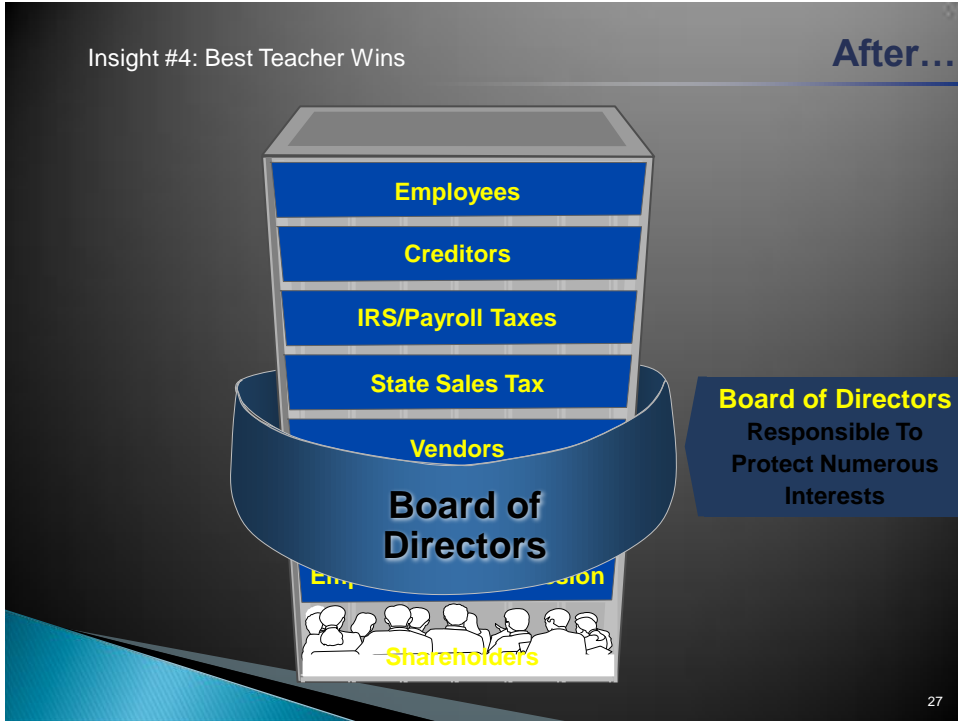 Insight #4: Best Teacher Wins
After…
Employees
Creditors
IRS/Payroll Taxes
State Sales Tax
Vendors
Board of
Directors
Shareholders
Board of Directors
Responsible To
Protect Numerous
Interests
27